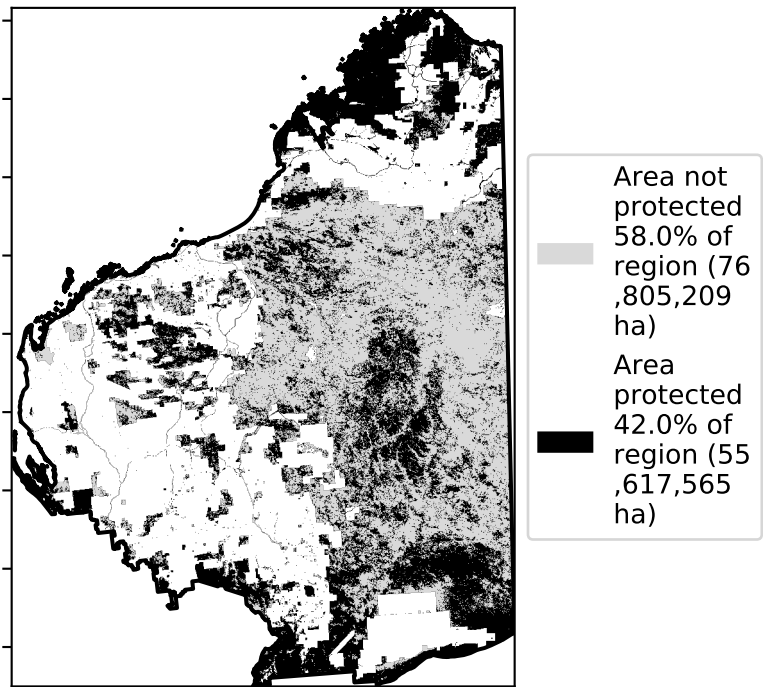 Area not
protected
58.0% of
region (76
,805,209
ha)
Area
protected
42.0% of
region (55
,617,565
ha)